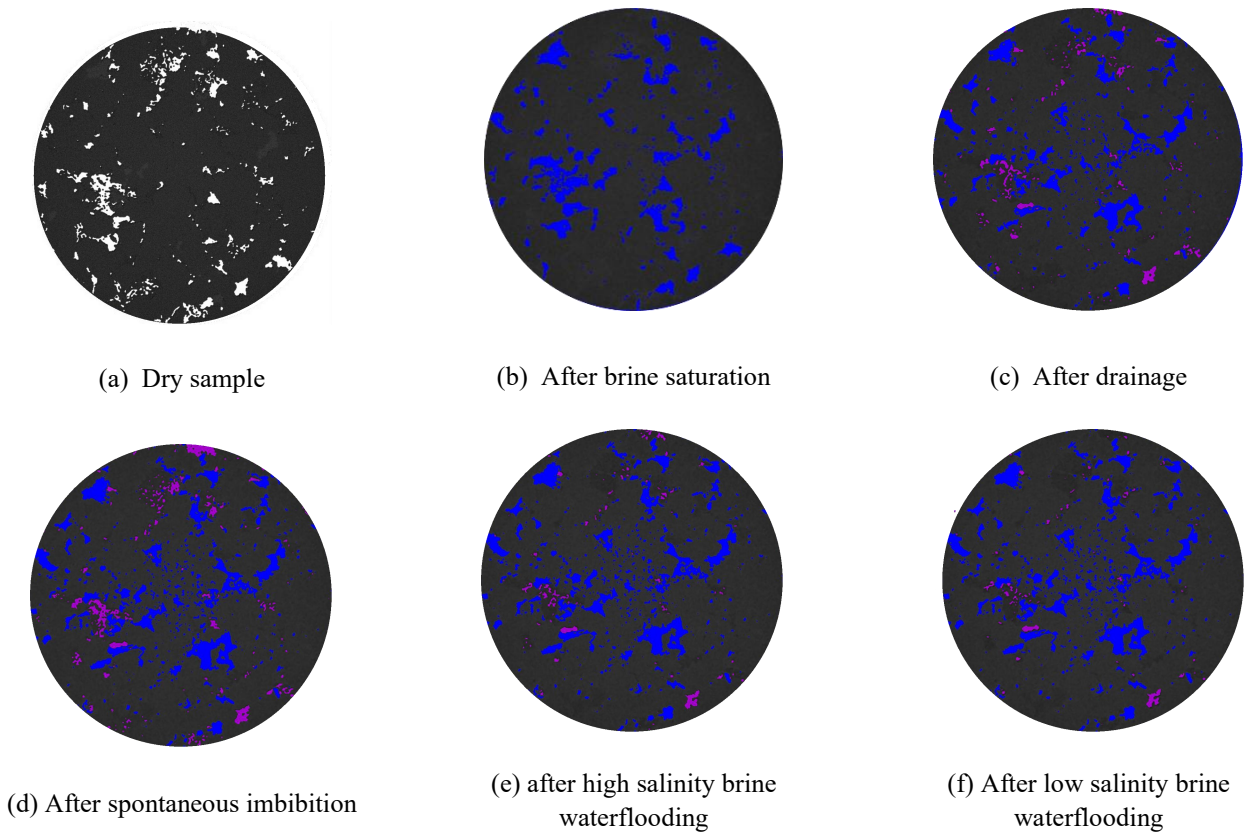 (a) Dry sample
(b) After brine saturation
(c) After drainage
(d) After spontaneous imbibition
(e) after high salinity brine
waterflooding
(f) After low salinity brine
waterflooding